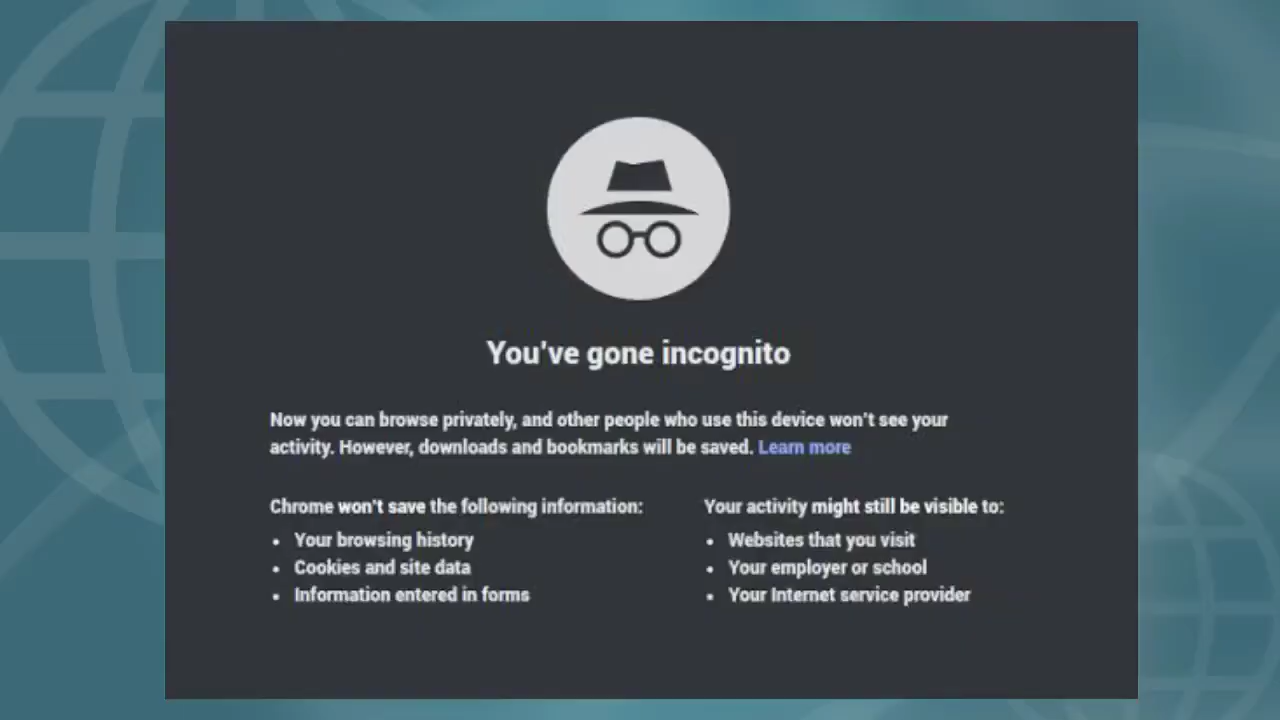 You've gone incognito
Now you can browse privately, and other people who use this device won't see your
activity. However, downloads and bookmarks will be saved. Learn more
Chrome won't save the following information:
• Your browsing history
• Cookies and site data
• Information entered in forms
Your activity might still be visible to:
• Websites that you visit
• Your employer or school
• Your Internet service provider